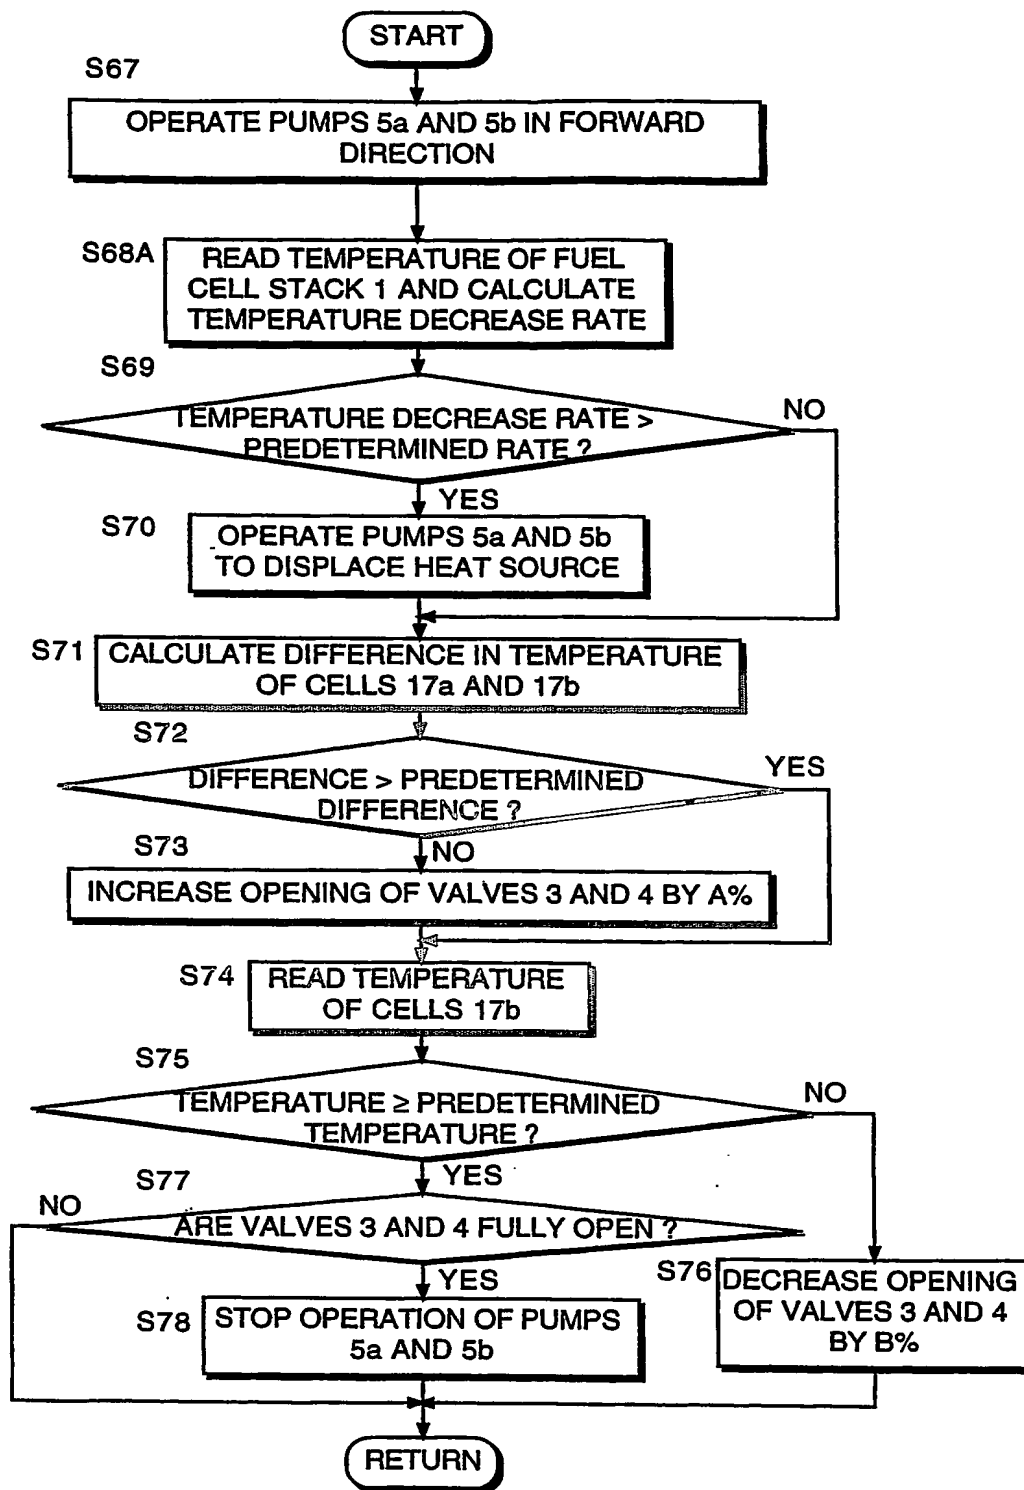 START
S67
OPERATE PUMPS 5a AND 5b IN FORWARD
DIRECTION
S68A
READ TEMPERATURE OF FUEL
CELL STACK 1 AND CALCULATE
TEMPERATURE DECREASE RATE
S69
TEMPERATURE DECREASE RATE >
PREDETERMINED RATE ?
NO
YES
S70
OPERATE PUMPS 5a AND 5b
TO DISPLACE HEAT SOURCE
S71
CALCULATE DIFFERENCE IN TEMPERATURE
OF CELLS 17a AND 17b
S72
DIFFERENCE > PREDETERMINED
DIFFERENCE ?
YES
NO
S73
INCREASE OPENING OF VALVES 3 AND 4 BY A%
S74
READ TEMPERATURE
OF CELLS 17b
S75
TEMPERATURE ≥ PREDETERMINED
TEMPERATURE ?
NO
YES
S77
NO
ARE VALVES 3 AND 4 FULLY OPEN ?
YES
S76
DECREASE OPENING
OF VALVES 3 AND 4
BY B%
S78
STOP OPERATION OF PUMPS
5a AND 5b
RETURN